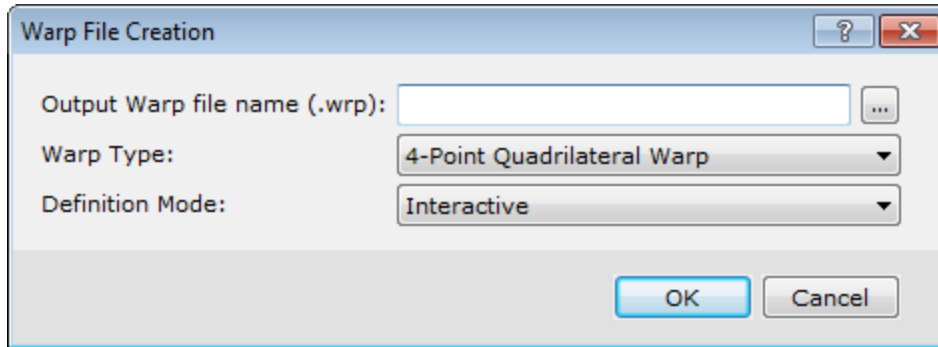 Warp File Creation
?
Output Warp file name (.wrp):
...
Warp Type:
4-Point Quadrilateral Warp
Definition Mode:
Interactive
OK
Cancel